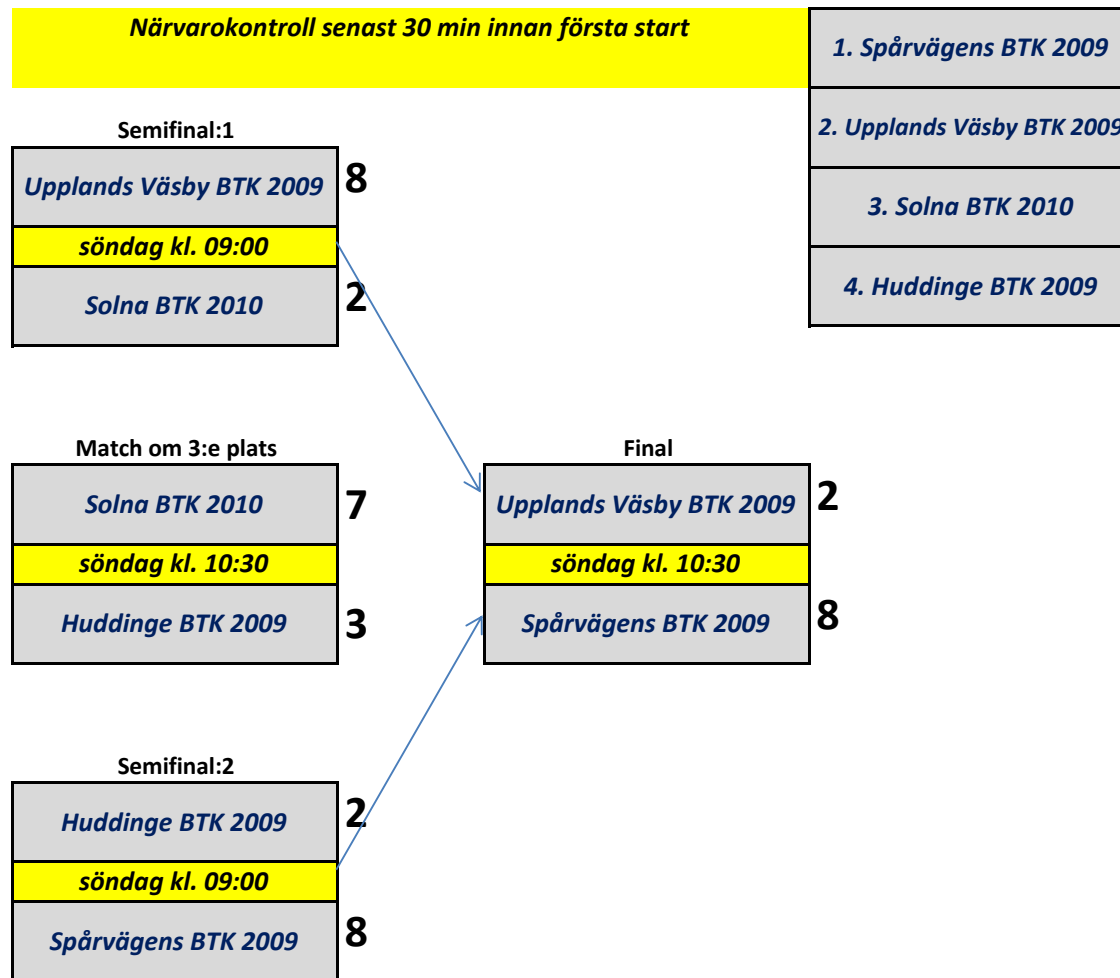 Närvarokontroll senast 30 min innan första start
1. Spårvägens BTK 2009
2. Upplands Väsby BTK 2009
3. Solna BTK 2010
4. Huddinge BTK 2009
Semifinal:1
Upplands Väsby BTK 2009 8
söndag kl. 09:00
Solna BTK 2010 2
Match om 3:e plats
Solna BTK 2010 7
söndag kl. 10:30
Huddinge BTK 2009 3
Final
Upplands Väsby BTK 2009 2
söndag kl. 10:30
Spårvägens BTK 2009 8
Semifinal:2
Huddinge BTK 2009 2
söndag kl. 09:00
Spårvägens BTK 2009 8